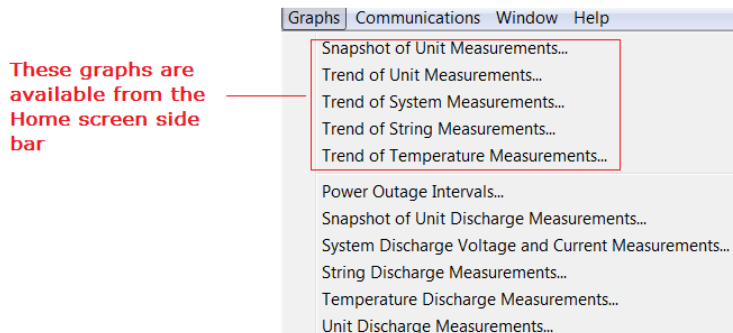 Graphs Communications Window Help
Snapshot of Unit Measurements...
Trend of Unit Measurements...
Trend of System Measurements...
Trend of String Measurements...
Trend of Temperature Measurements...
These graphs are
available from the
Home screen side
bar
Power Outage Intervals...
Snapshot of Unit Discharge Measurements...
System Discharge Voltage and Current Measurements...
String Discharge Measurements...
Temperature Discharge Measurements...
Unit Discharge Measurements...